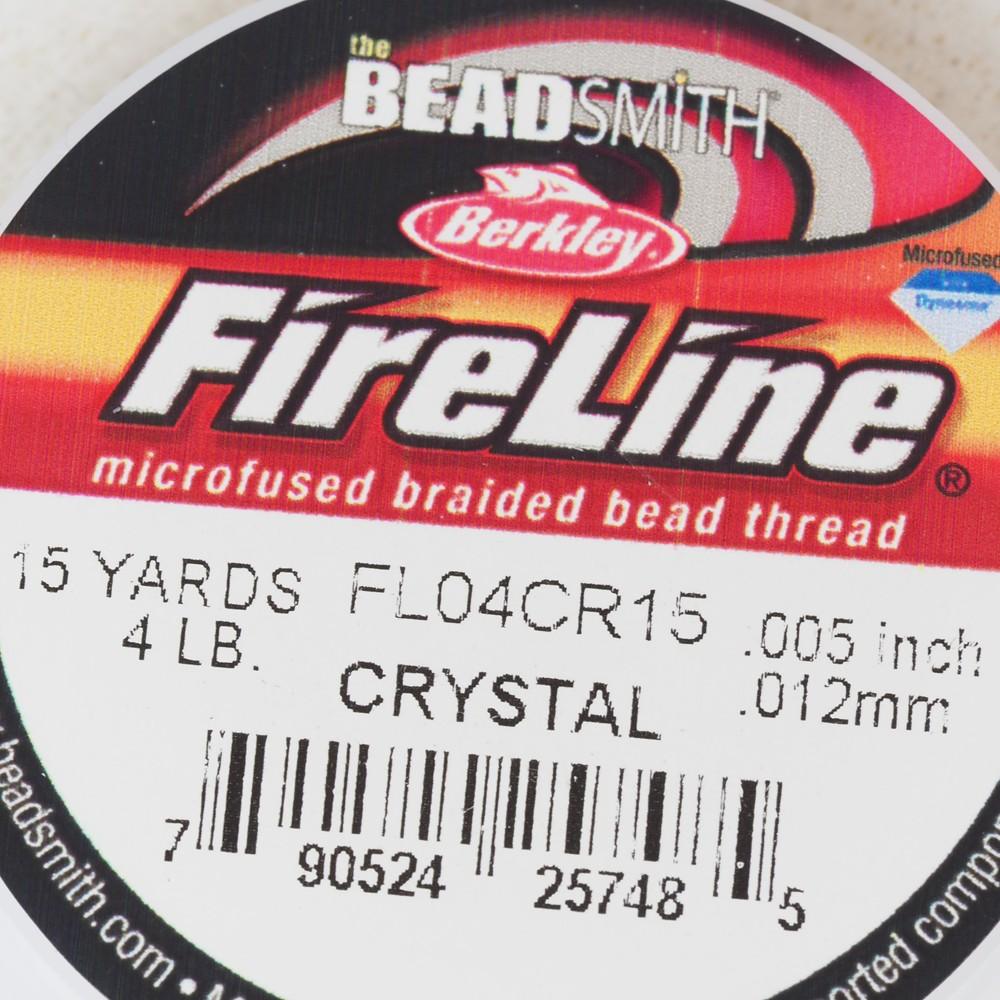 the
BEADSMITH
Berkley
Microfused
Dyneema
FireLine®
microfused braided bead thread
15 YARDS FL04CR15 .005 inch
4 LB. CRYSTAL .012mm
7 90524 25748 5
beadsmith.com •